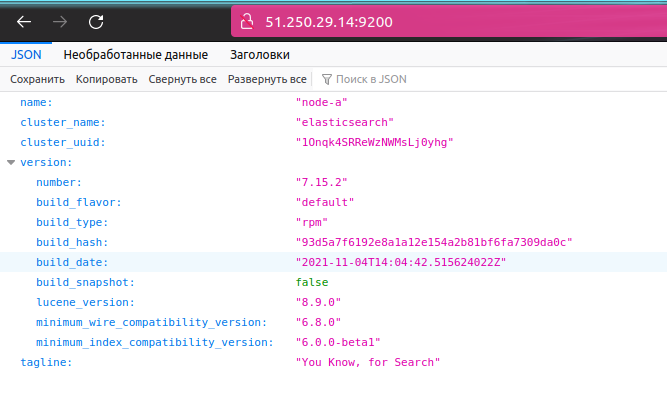 51.250.29.14:9200
JSON Необработанные данные Заголовки
Сохранить Копировать Свернуть все Развернуть все Поиск в JSON
name: "node-a"
cluster_name: "elasticsearch"
cluster_uuid: "1Onqk4SRReWzNWMsLj0yhg"
version:
number: "7.15.2"
build_flavor: "default"
build_type: "rpm"
build_hash: "93d5a7f6192e8a1a12e154a2b81bf6fa7309da0c"
build_date: "2021-11-04T14:04:42.515624022Z"
build_snapshot: false
lucene_version: "8.9.0"
minimum_wire_compatibility_version: "6.8.0"
minimum_index_compatibility_version: "6.0.0-beta1"
tagline: "You Know, for Search"